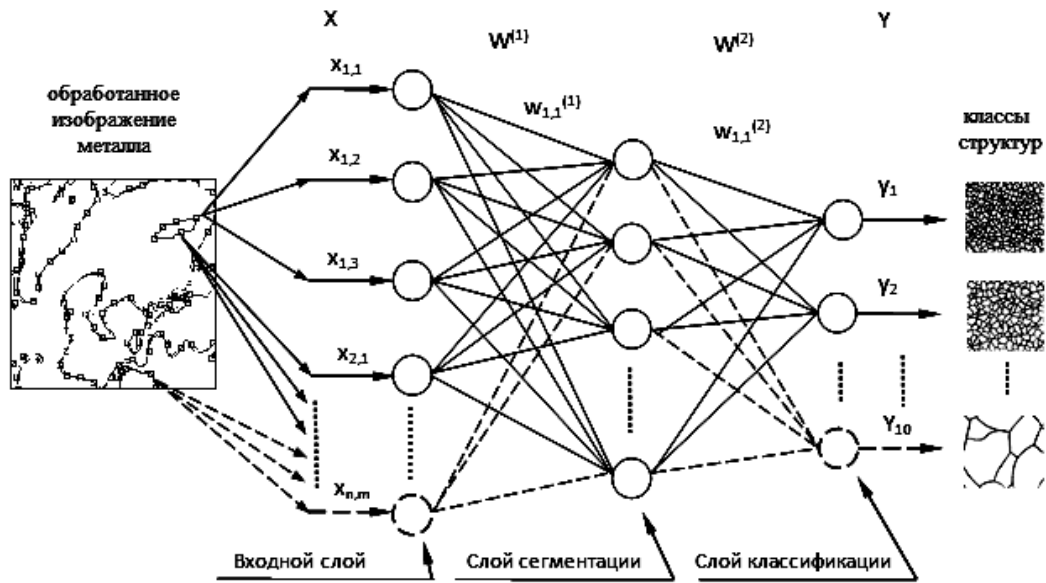 X
W⁽¹⁾
W⁽²⁾
Y
обработанное
изображение
металла
x₁,₁
w₁,₁⁽¹⁾
w₁,₁⁽²⁾
классы
структур
x₁,₂
y₁
x₁,₃
y₂
x₂,₁
Y₁₀
xₙ,ₘ
Входной слой
Слой сегментации
Слой классификации